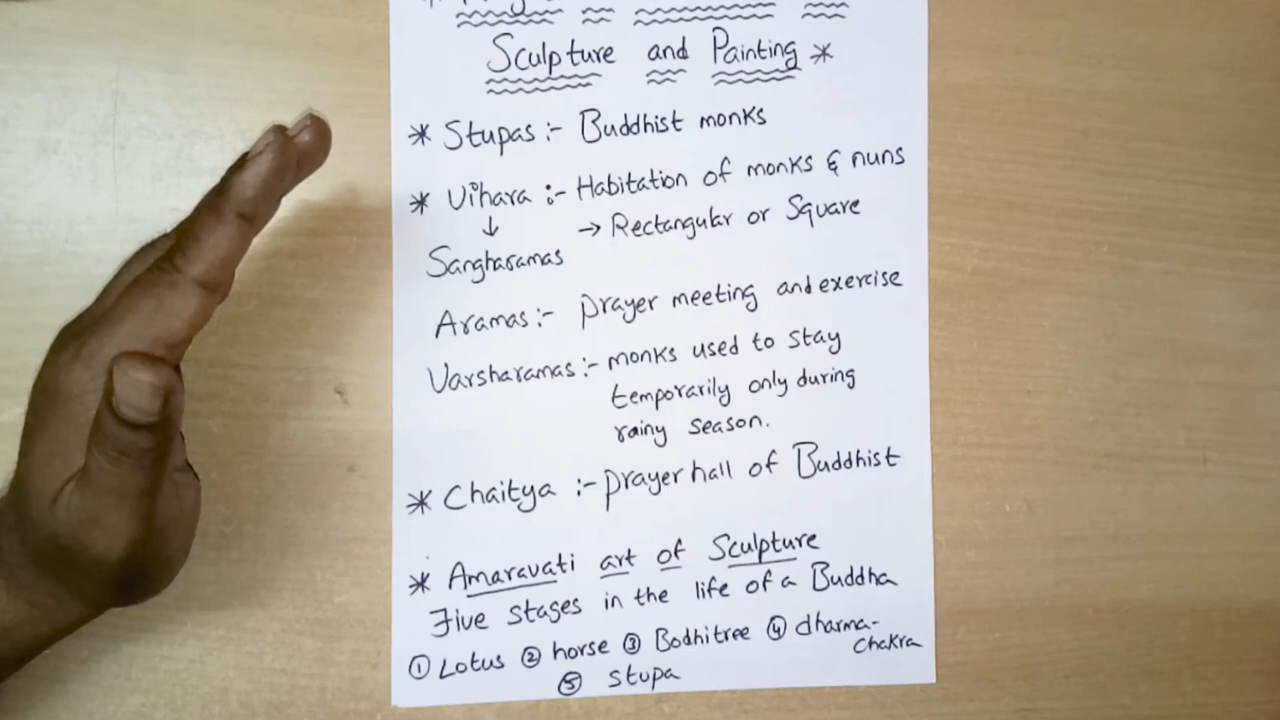 Sculpture and Painting *
* Stupas :- Buddhist monks
* Vihara :- Habitation of monks & nuns
↓ → Rectangular or Square
Sangharamas
Aramas :- prayer meeting and exercise
Varsharamas :- monks used to stay
temporarily only during
rainy season.
* Chaitya :- prayer hall of Buddhist
* Amaravati art of Sculpture
Five stages in the life of a Buddha
① Lotus ② horse ③ Bodhitree ④ dharma-
chakra
⑤ stupa